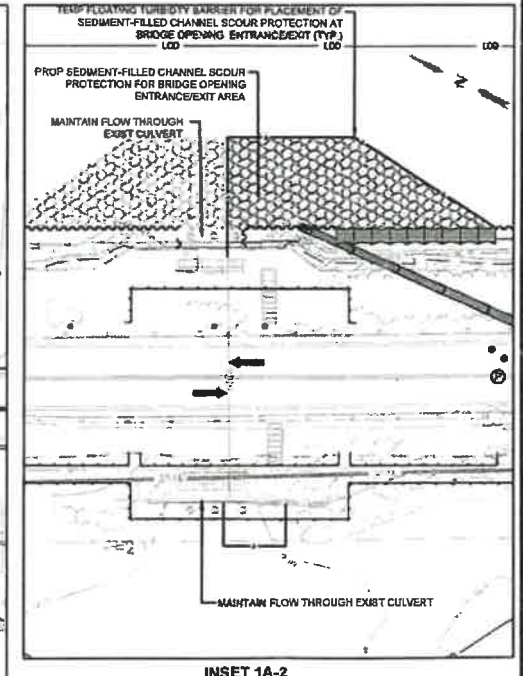 TEMP FLOATING TURBIDITY BARRIER FOR PLACEMENT OF
SEDIMENT-FILLED CHANNEL SCOUR PROTECTION AT
BRIDGE OPENING ENTRANCE/EXIT (TYP.)
LOD LOD LOD
N
PROP SEDIMENT-FILLED CHANNEL SCOUR
PROTECTION FOR BRIDGE OPENING
ENTRANCE/EXIT AREA
MAINTAIN FLOW THROUGH
EXIST CULVERT
P
MAINTAIN FLOW THROUGH EXIST CULVERT
INSET 1A-2